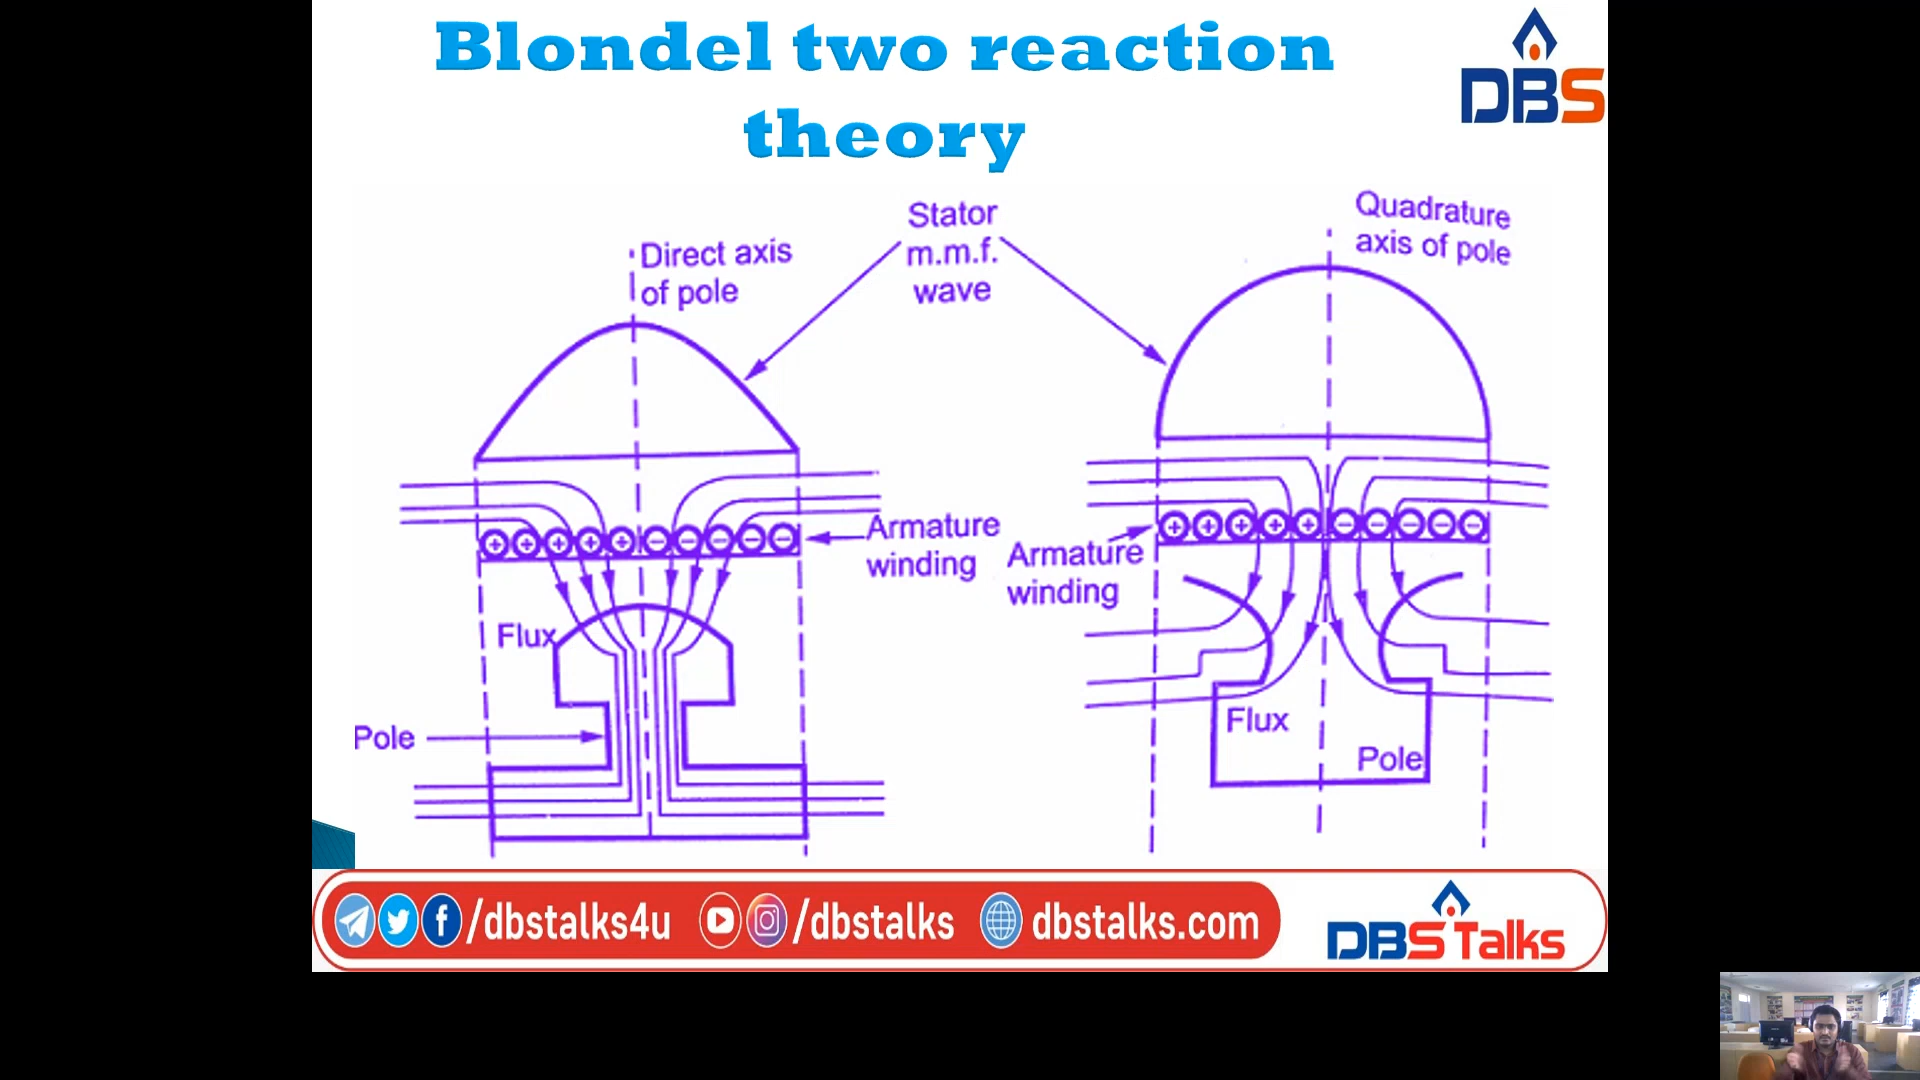 Blondel two reaction
theory
DBS
Stator
m.m.f.
wave
Direct axis
of pole
Quadrature
axis of pole
+ + + + + − − − − −
Armature
winding
+ + + + + − − − − −
Armature
winding
Flux
Pole
Flux
Pole
/dbstalks4u
/dbstalks
dbstalks.com
DBS Talks